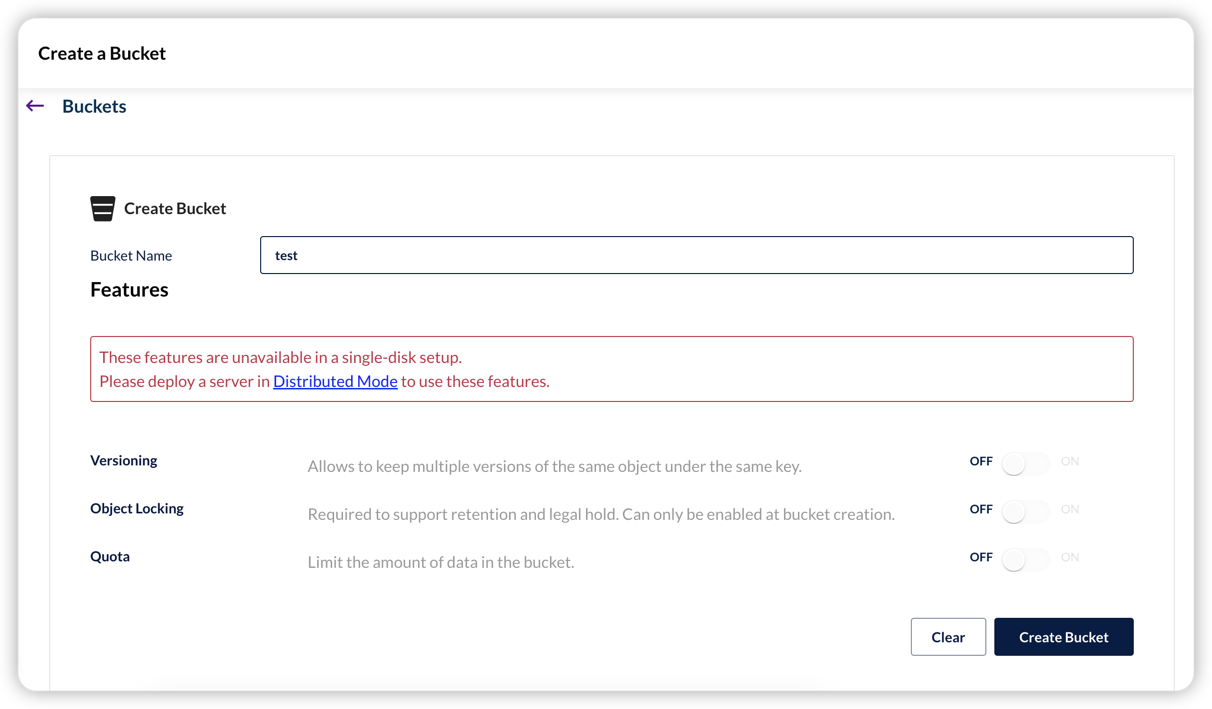 Create a Bucket
Buckets
Create Bucket
Bucket Name
test
Features
These features are unavailable in a single-disk setup.
Please deploy a server in Distributed Mode to use these features.
Versioning
Allows to keep multiple versions of the same object under the same key.
OFF
ON
Object Locking
Required to support retention and legal hold. Can only be enabled at bucket creation.
OFF
ON
Quota
Limit the amount of data in the bucket.
OFF
ON
Clear
Create Bucket